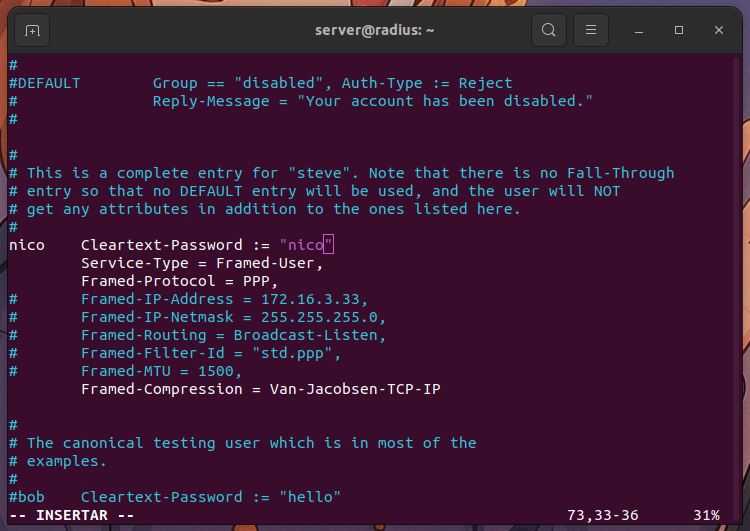 server@radius: ~
#
#DEFAULT Group == "disabled", Auth-Type := Reject
# Reply-Message = "Your account has been disabled."
#
#
# This is a complete entry for "steve". Note that there is no Fall-Through
# entry so that no DEFAULT entry will be used, and the user will NOT
# get any attributes in addition to the ones listed here.
#
nico Cleartext-Password := "nico"
Service-Type = Framed-User,
Framed-Protocol = PPP,
# Framed-IP-Address = 172.16.3.33,
# Framed-IP-Netmask = 255.255.255.0,
# Framed-Routing = Broadcast-Listen,
# Framed-Filter-Id = "std.ppp",
# Framed-MTU = 1500,
Framed-Compression = Van-Jacobsen-TCP-IP
#
# The canonical testing user which is in most of the
# examples.
#
#bob Cleartext-Password := "hello"
-- INSERTAR -- 73,33-36 31%